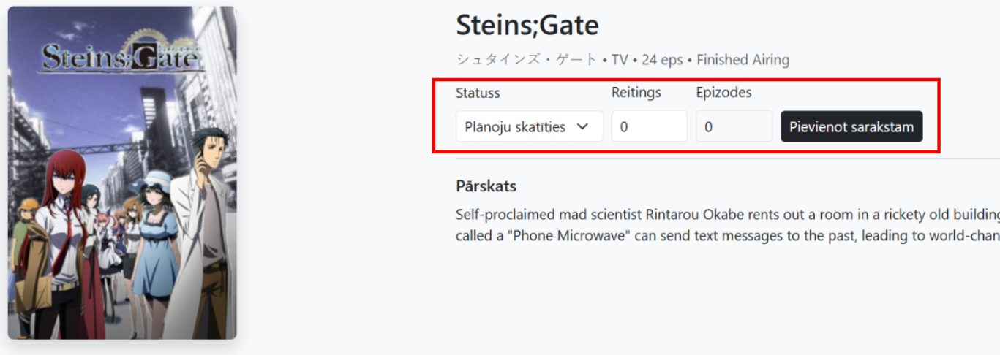 Steins;Gate
Steins;Gate
シュタインズ・ゲート • TV • 24 eps • Finished Airing
Statuss Reitings Epizodes
Plānoju skatīties 0 0 Pievienot sarakstam
Pārskats
Self-proclaimed mad scientist Rintarou Okabe rents out a room in a rickety old building
called a "Phone Microwave" can send text messages to the past, leading to world-chan